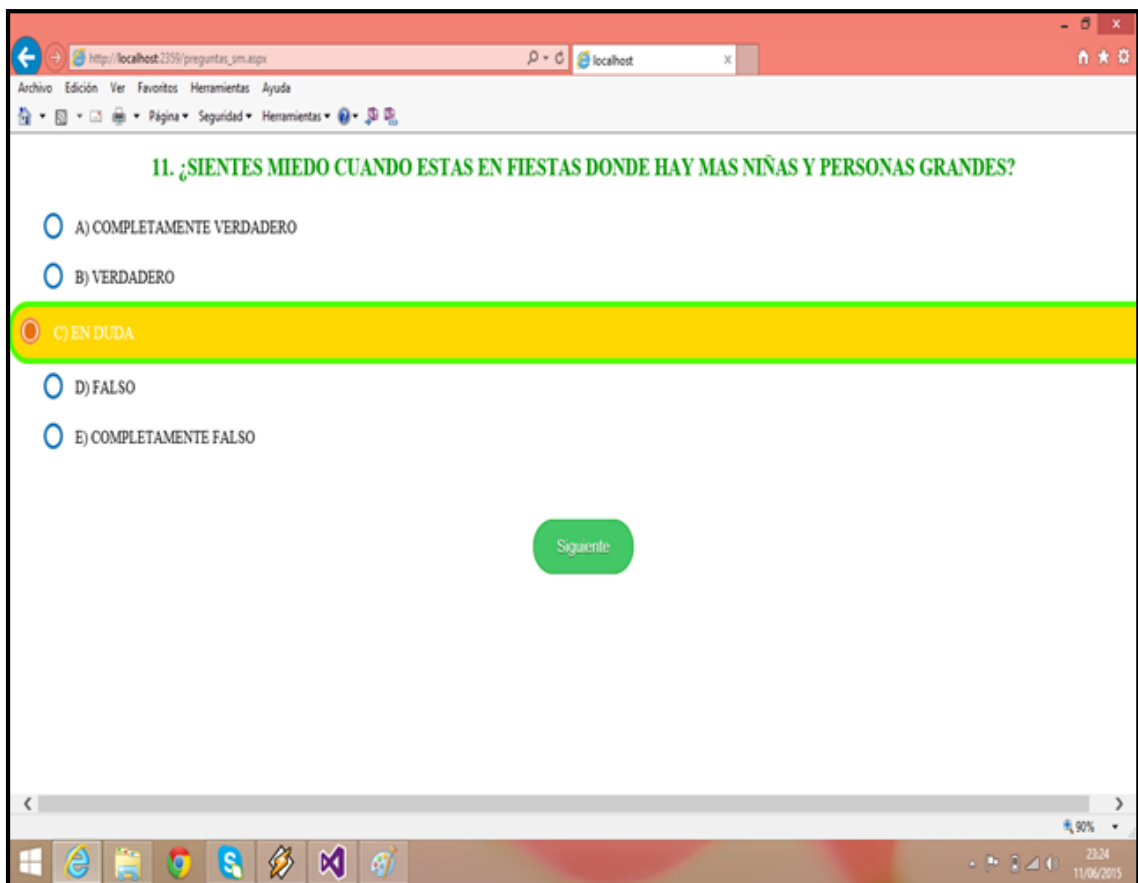 http://localhost:2359/preguntas_sm.aspx
localhost
Archivo Edición Ver Favoritos Herramientas Ayuda
Página Seguridad Herramientas
11. ¿SIENTES MIEDO CUANDO ESTAS EN FIESTAS DONDE HAY MAS NIÑAS Y PERSONAS GRANDES?
A) COMPLETAMENTE VERDADERO
B) VERDADERO
C) EN DUDA
D) FALSO
E) COMPLETAMENTE FALSO
Siguiente
90%
23:24
11/06/2015